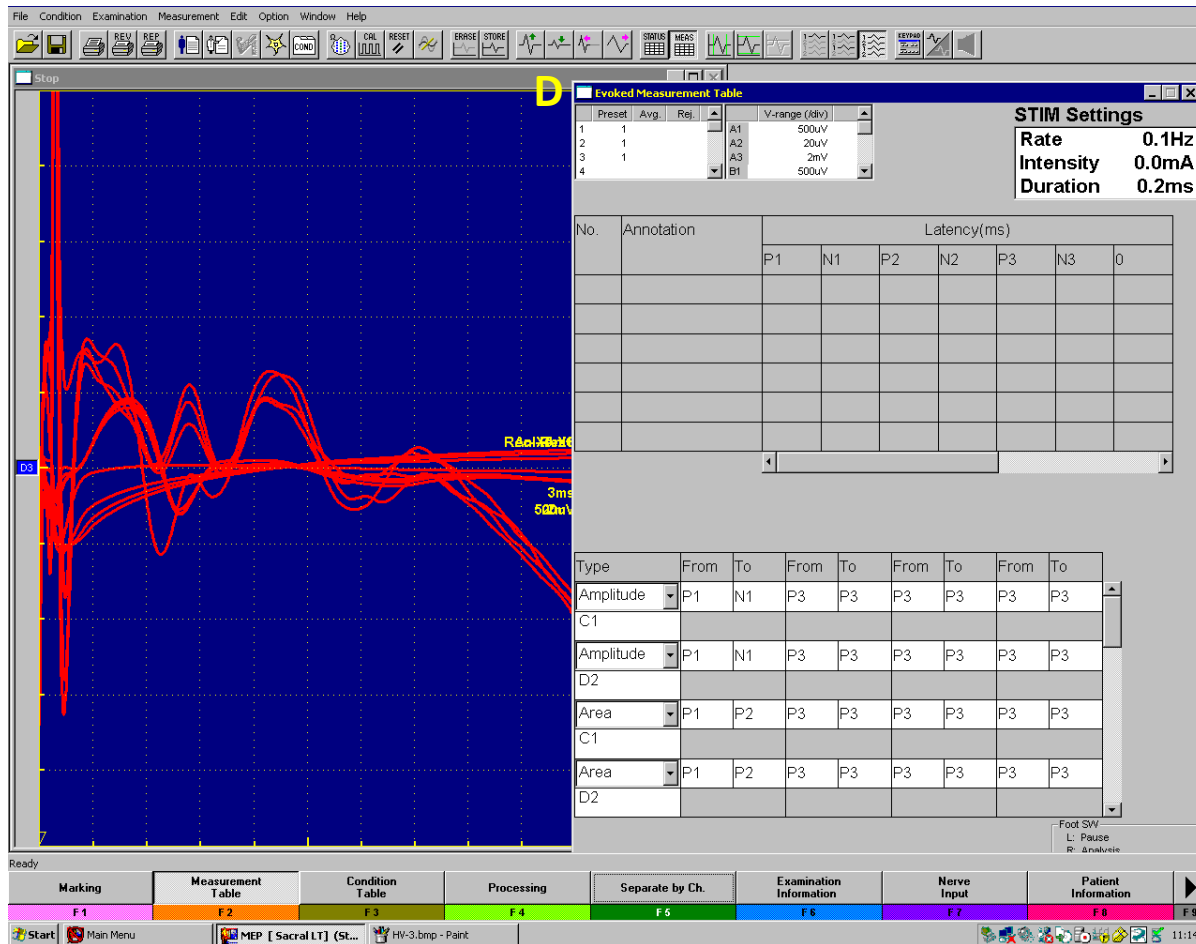 File Condition Examination Measurement Edit Option Window Help
REV REP COND CAL RESET ERASE STORE STATUS MEAS KEYPAD
Stop
D
Evoked Measurement Table
Preset Avg. Rej.
1 1
2 1
3 1
4
V-range (/div)
A1 500uV
A2 20uV
A3 2mV
B1 500uV
STIM Settings
Rate 0.1Hz
Intensity 0.0mA
Duration 0.2ms
No. Annotation Latency(ms)
P1 N1 P2 N2 P3 N3 0
D3
3ms
7
Type From To From To From To From To
Amplitude P1 N1 P3 P3 P3 P3 P3 P3
C1
Amplitude P1 N1 P3 P3 P3 P3 P3 P3
D2
Area P1 P2 P3 P3 P3 P3 P3 P3
C1
Area P1 P2 P3 P3 P3 P3 P3 P3
D2
Foot SW
L: Pause
R: Analysis
Ready
Marking Measurement Table Condition Table Processing Separate by Ch. Examination Information Nerve Input Patient Information
F1 F2 F3 F4 F5 F6 F7 F8 F9
Start Main Menu MEP [ Sacral LT] (St... HV-3.bmp - Paint 11:14